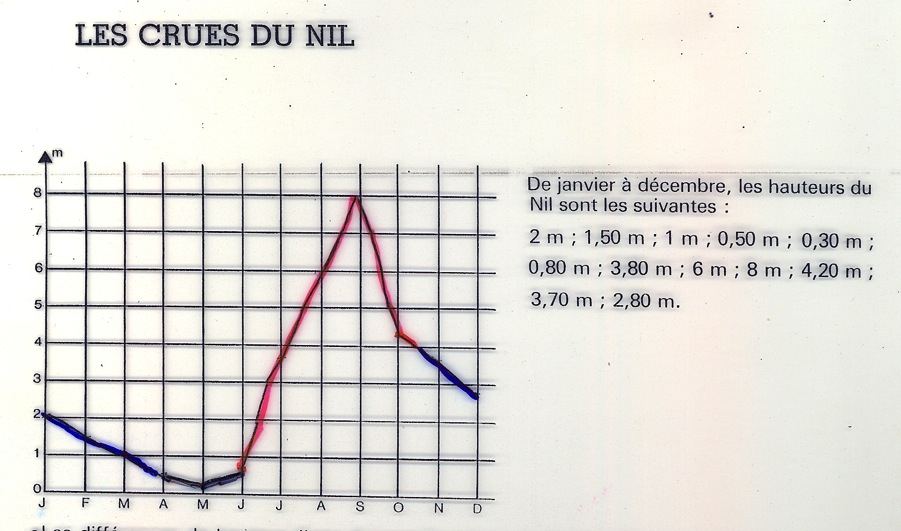 LES CRUES DU NIL
m
De janvier à décembre, les hauteurs du
Nil sont les suivantes :
2 m ; 1,50 m ; 1 m ; 0,50 m ; 0,30 m ;
0,80 m ; 3,80 m ; 6 m ; 8 m ; 4,20 m ;
3,70 m ; 2,80 m.
8
7
6
5
4
3
2
1
0
J F M A M J J A S O N D